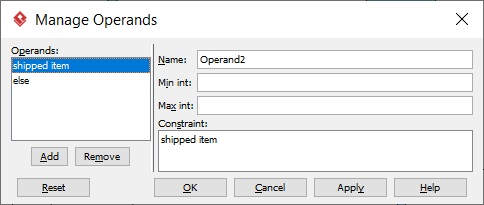 Manage Operands
Operands:
shipped item
else
Add
Remove
Name: Operand2
Min int:
Max int:
Constraint:
shipped item
Reset
OK
Cancel
Apply
Help